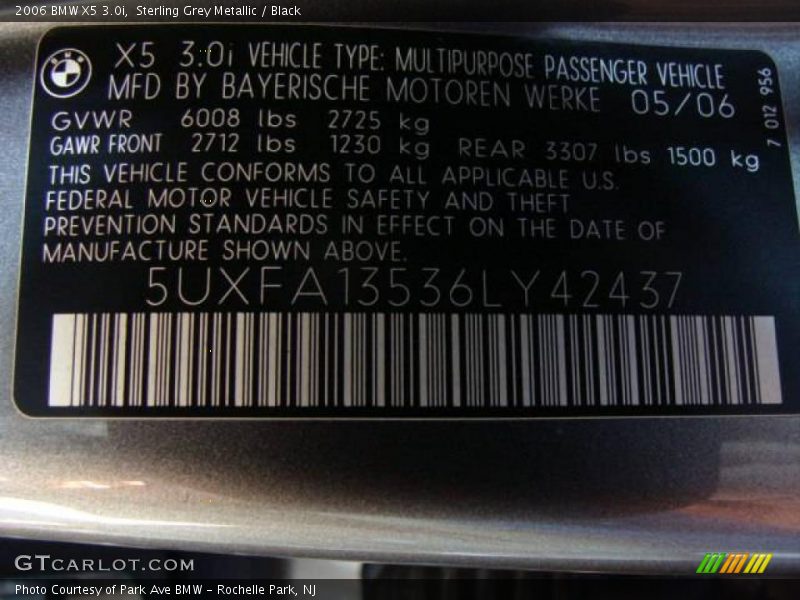 2006 BMW X5 3.0i, Sterling Grey Metallic / Black
BMW
X5 3.0i VEHICLE TYPE: MULTIPURPOSE PASSENGER VEHICLE
MFD BY BAYERISCHE MOTOREN WERKE 05/06
7 012 956
GVWR 6008 lbs 2725 kg
GAWR FRONT 2712 lbs 1230 kg REAR 3307 lbs 1500 kg
THIS VEHICLE CONFORMS TO ALL APPLICABLE U.S.
FEDERAL MOTOR VEHICLE SAFETY AND THEFT
PREVENTION STANDARDS IN EFFECT ON THE DATE OF
MANUFACTURE SHOWN ABOVE.
5UXFA13536LY42437
GTCARLOT.COM
Photo Courtesy of Park Ave BMW - Rochelle Park, NJ